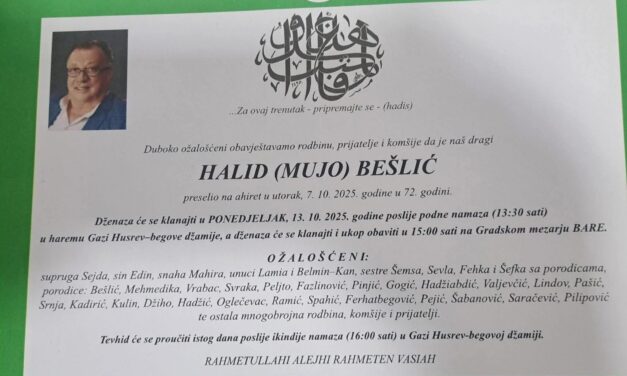 ...Za ovaj trenutak - pripremajte se - (hadis)
Duboko ožalošćeni obavještavamo rodbinu, prijatelje i komšije da je naš dragi
HALID (MUJO) BEŠLIĆ
preselio na ahiret u utorak, 7. 10. 2025. godine u 72. godini.
Dženaza će se klanjati u PONEDJELJAK, 13. 10. 2025. godine poslije podne namaza (13:30 sati)
u haremu Gazi Husrev-begove džamije, a dženaza će se klanjati i ukop obaviti u 15:00 sati na Gradskom mezarju BARE.
OŽALOŠĆENI:
supruga Sejda, sin Edin, snaha Mahira, unuci Lamia i Belmin-Kan, sestre Šemsa, Sevla, Fehka i Šefka sa porodicama,
porodice: Bešlić, Mehmedika, Vrabac, Svraka, Peljto, Fazlinović, Pinjić, Gogić, Hadžiabdić, Valjevčić, Lindov, Pašić,
Srnja, Kadirić, Kulin, Džiho, Hadžić, Oglečevac, Ramić, Spahić, Ferhatbegović, Pejić, Šabanović, Saračević, Pilipović
te ostala mnogobrojna rodbina, komšije i prijatelji.
Tevhid će se proučiti istog dana poslije ikindije namaza (16:00 sati) u Gazi Husrev-begovoj džamiji.
RAHMETULLAHI ALEJHI RAHMETEN VASIAH